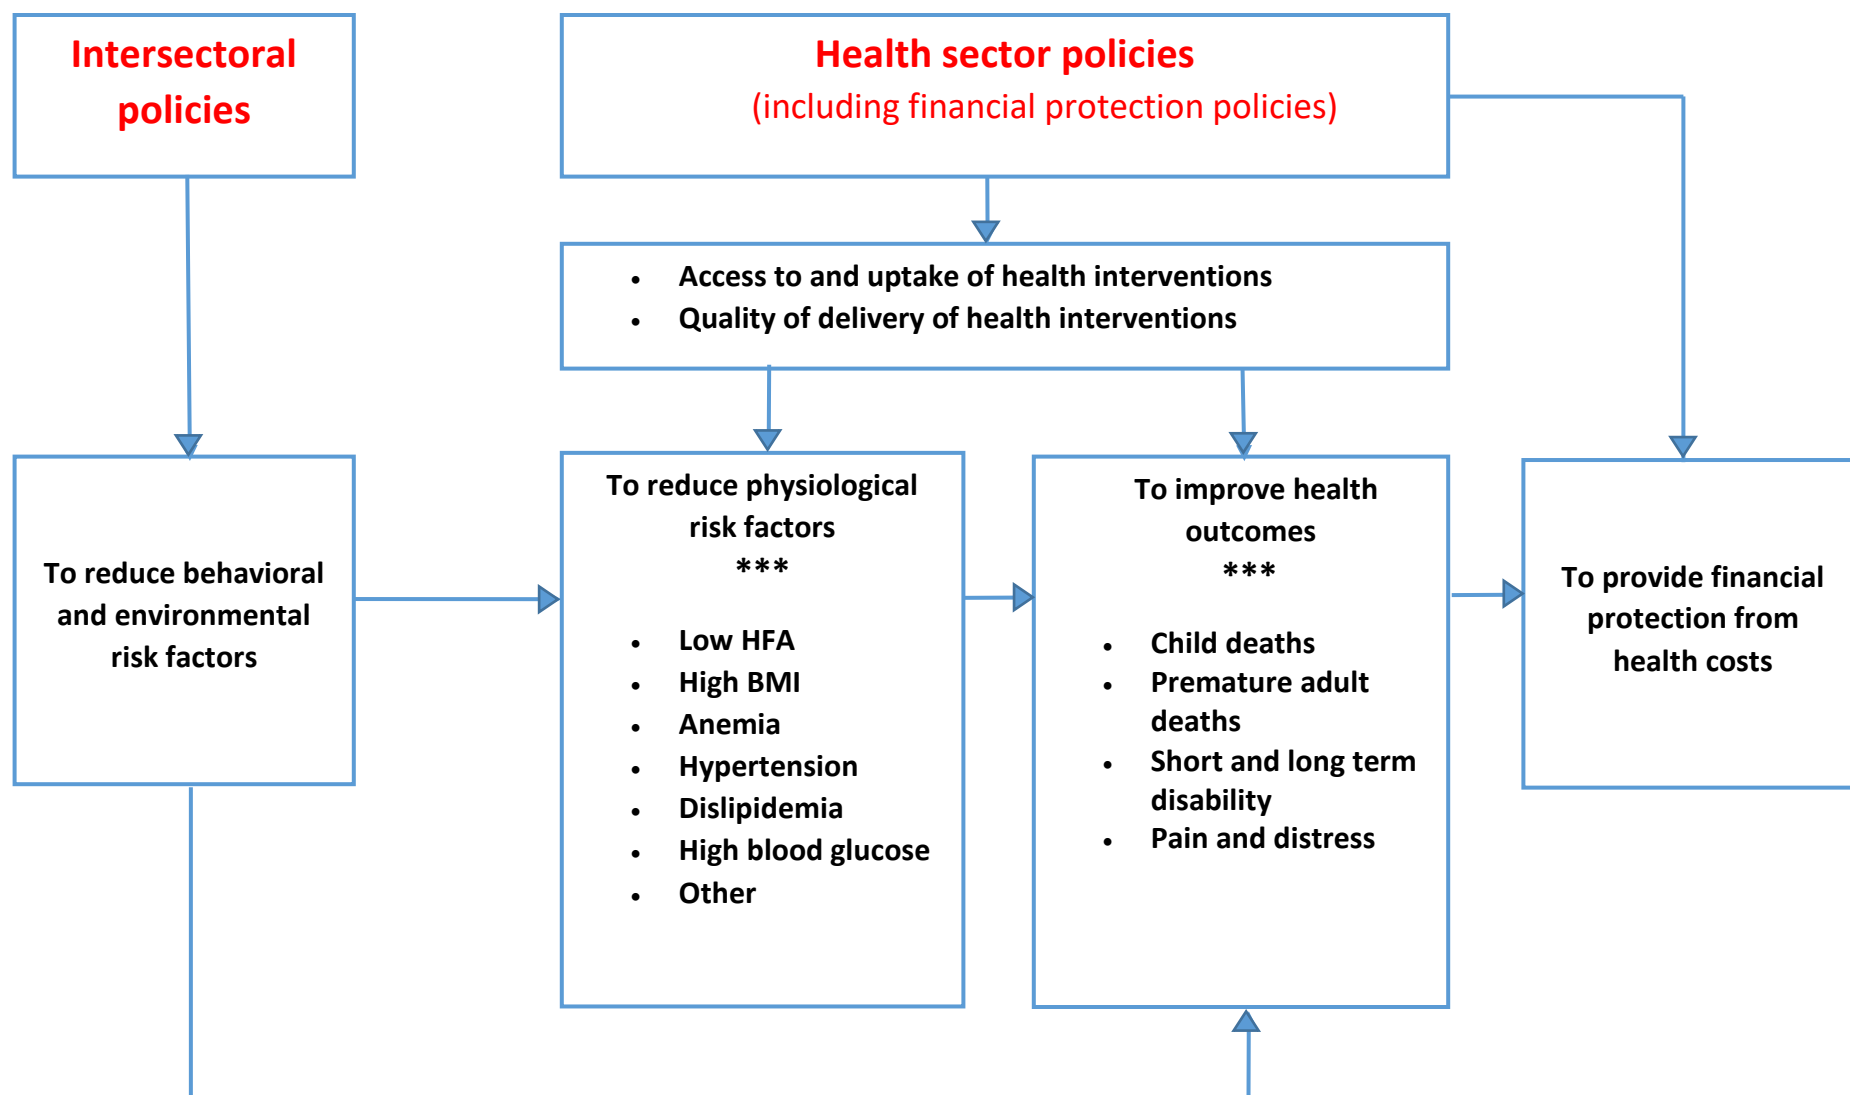 Intersectoral
policies
Health sector policies
(including financial protection policies)
• Access to and uptake of health interventions
• Quality of delivery of health interventions
To reduce behavioral
and environmental
risk factors
To reduce physiological
risk factors
***
• Low HFA
• High BMI
• Anemia
• Hypertension
• Dislipidemia
• High blood glucose
• Other
To improve health
outcomes
***
• Child deaths
• Premature adult
deaths
• Short and long term
disability
• Pain and distress
To provide financial
protection from
health costs